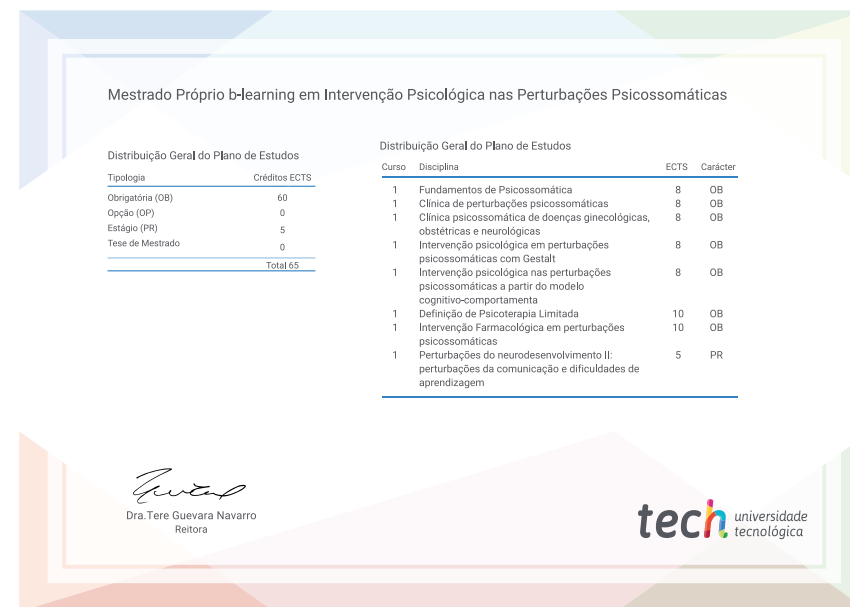 Mestrado Próprio b-learning em Intervenção Psicológica nas Perturbações Psicossomáticas
Distribuição Geral do Plano de Estudos
Tipologia Créditos ECTS
Obrigatória (OB) 60
Opção (OP) 0
Estágio (PR) 5
Tese de Mestrado 0
Total 65
Distribuição Geral do Plano de Estudos
Curso Disciplina ECTS Carácter
1 Fundamentos de Psicossomática 8 OB
1 Clínica de perturbações psicossomáticas 8 OB
1 Clínica psicossomática de doenças ginecológicas, 8 OB
obstétricas e neurológicas
1 Intervenção psicológica em perturbações 8 OB
psicossomáticas com Gestalt
1 Intervenção psicológica nas perturbações 8 OB
psicossomáticas a partir do modelo
cognitivo-comportamenta
1 Definição de Psicoterapia Limitada 10 OB
1 Intervenção Farmacológica em perturbações 10 OB
psicossomáticas
1 Perturbações do neurodesenvolvimento II: 5 PR
perturbações da comunicação e dificuldades de
aprendizagem
Dra.Tere Guevara Navarro
Reitora
tech universidade
tecnológica